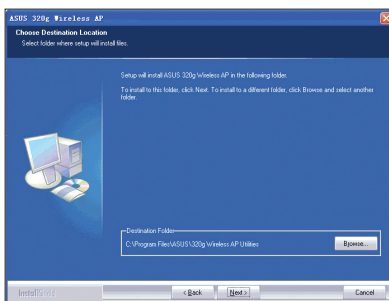 ASUS 320g Wireless AP
Choose Destination Location
Select folder where setup will install files.
Setup will install ASUS 320g Wireless AP in the following folder.
To install to this folder, click Next. To install to a different folder, click Browse and select another
folder.
Destination Folder
C:\Program Files\ASUS\320g Wireless AP Utilities
Browse...
InstallShield
< Back
Next >
Cancel